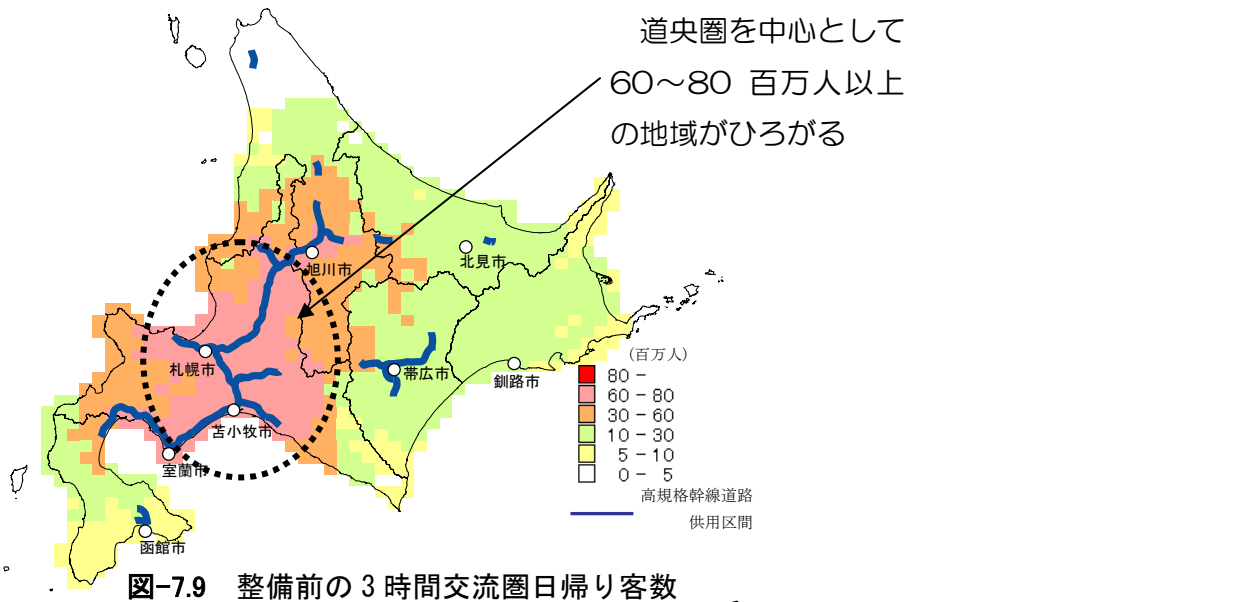 道央圏を中心として
60～80 百万人以上
の地域がひろがる
旭川市
北見市
札幌市
帯広市
釧路市
苫小牧市
室蘭市
函館市
(百万人)
80 -
60 - 80
30 - 60
10 - 30
5 - 10
0 - 5
高規格幹線道路
供用区間
図-7.9 整備前の3時間交流圏日帰り客数